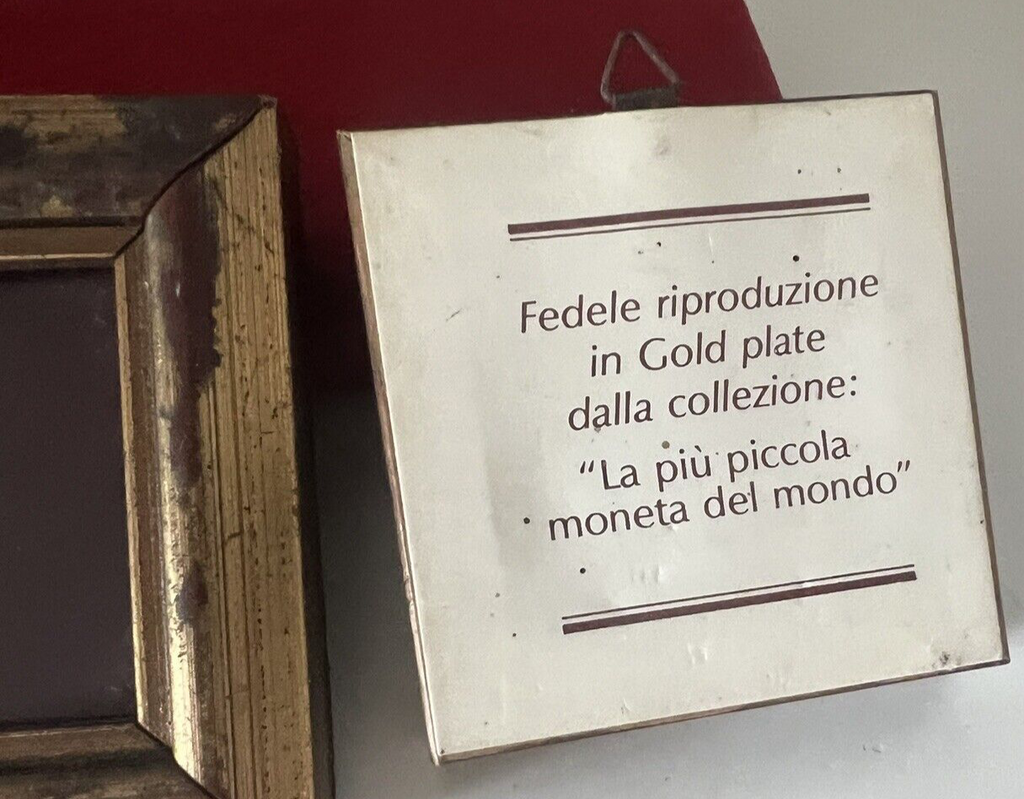 Fedele riproduzione
in Gold plate
dalla collezione:
“La più piccola
moneta del mondo”